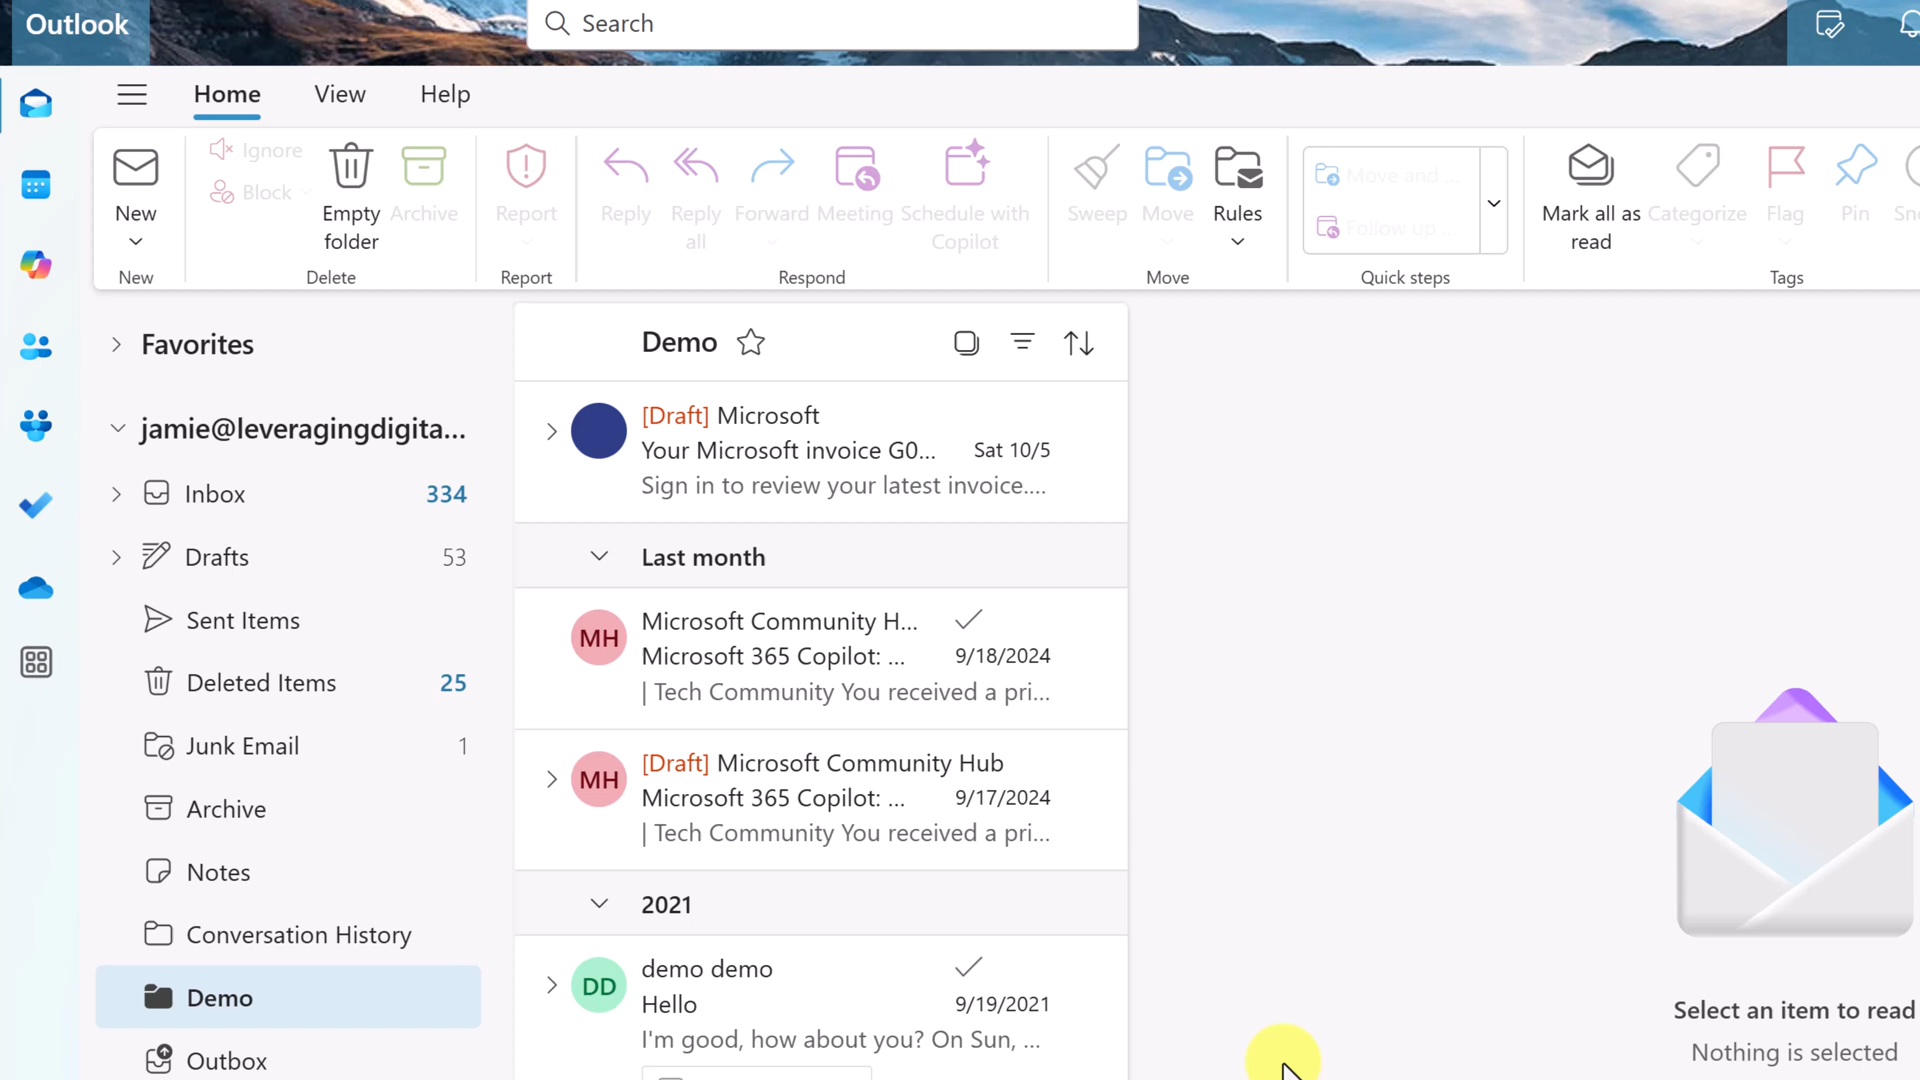 Outlook
Search
Home View Help
New
Ignore
Block
Empty folder
Archive
Report
Reply
Reply all
Forward
Meeting
Schedule with Copilot
Sweep
Move
Rules
Move and ...
Follow up ...
Mark all as read
Categorize
Flag
Pin
New
Delete
Report
Respond
Move
Quick steps
Tags
Favorites
jamie@leveragingdigita...
Inbox 334
Drafts 53
Sent Items
Deleted Items 25
Junk Email 1
Archive
Notes
Conversation History
Demo
Outbox
Demo
[Draft] Microsoft
Your Microsoft invoice G0... Sat 10/5
Sign in to review your latest invoice....
Last month
MH
Microsoft Community H...
Microsoft 365 Copilot: ... 9/18/2024
| Tech Community You received a pri...
MH
[Draft] Microsoft Community Hub
Microsoft 365 Copilot: ... 9/17/2024
| Tech Community You received a pri...
2021
DD
demo demo
Hello 9/19/2021
I'm good, how about you? On Sun, ...
Select an item to read
Nothing is selected